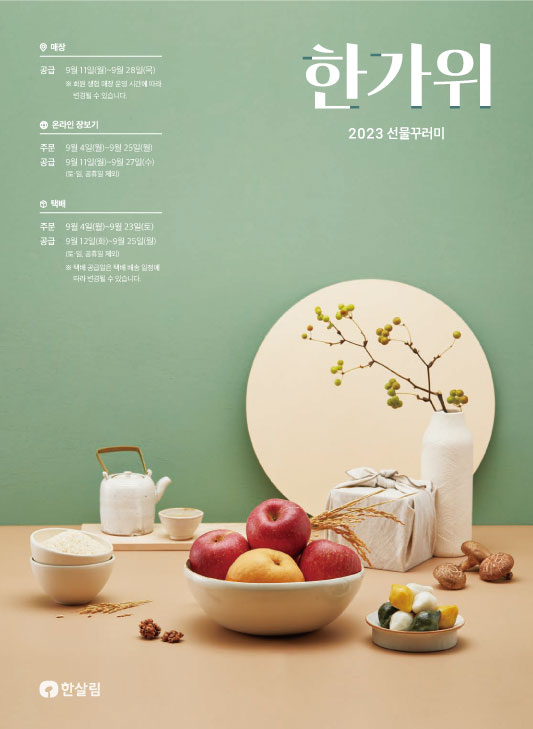 매장
공급 9월 11일(월)~9월 28일(목)
※ 회원 생협 매장 운영 시간에 따라
변경될 수 있습니다.
온라인 장보기
주문 9월 4일(월)~9월 25일(월)
공급 9월 11일(월)~9월 27일(수)
(토·일, 공휴일 제외)
택배
주문 9월 4일(월)~9월 23일(토)
공급 9월 12일(화)~9월 25일(월)
(토·일, 공휴일 제외)
※ 택배 공급일은 택배 배송 일정에
따라 변경될 수 있습니다.
한가위
2023 선물꾸러미
한살림